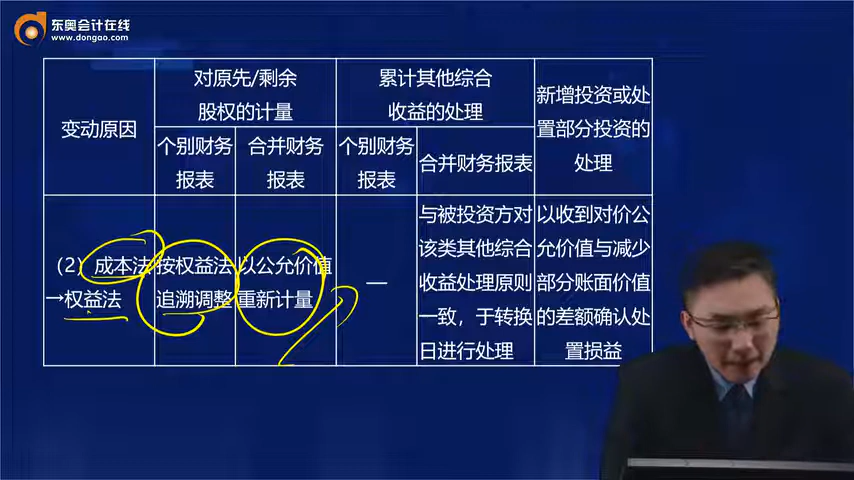 东奥会计在线
www.dongao.com
变动原因
对原先/剩余
股权的计量
累计其他综合
收益的处理
新增投资或处
置部分投资的
处理
个别财务
报表
合并财务
报表
个别财务
报表
合并财务报表
(2)成本法
→权益法
按权益法
追溯调整
以公允价值
重新计量
—
与被投资方对
该类其他综合
收益处理原则
一致，于转换
日进行处理
以收到对价公
允价值与减少
部分账面价值
的差额确认处
置损益